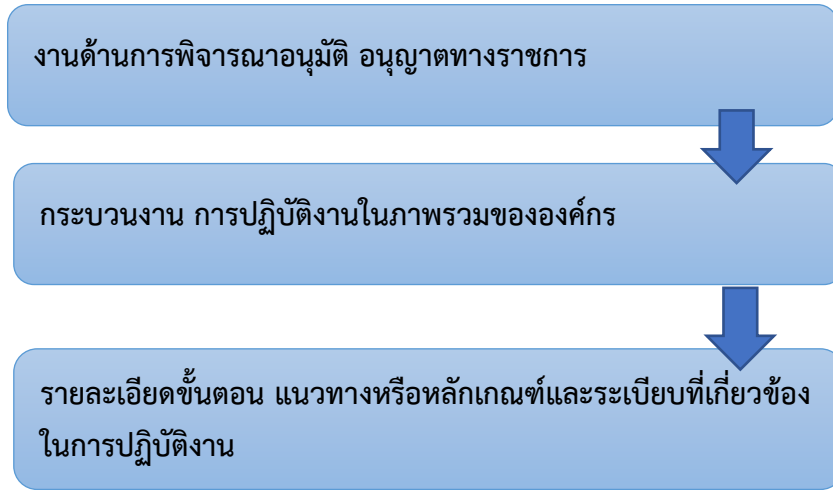 งานด้านการพิจารณาอนุมัติ อนุญาตทางราชการ
กระบวนงาน การปฏิบัติงานในภาพรวมขององค์กร
รายละเอียดขั้นตอน แนวทางหรือหลักเกณฑ์และระเบียบที่เกี่ยวข้อง
ในการปฏิบัติงาน